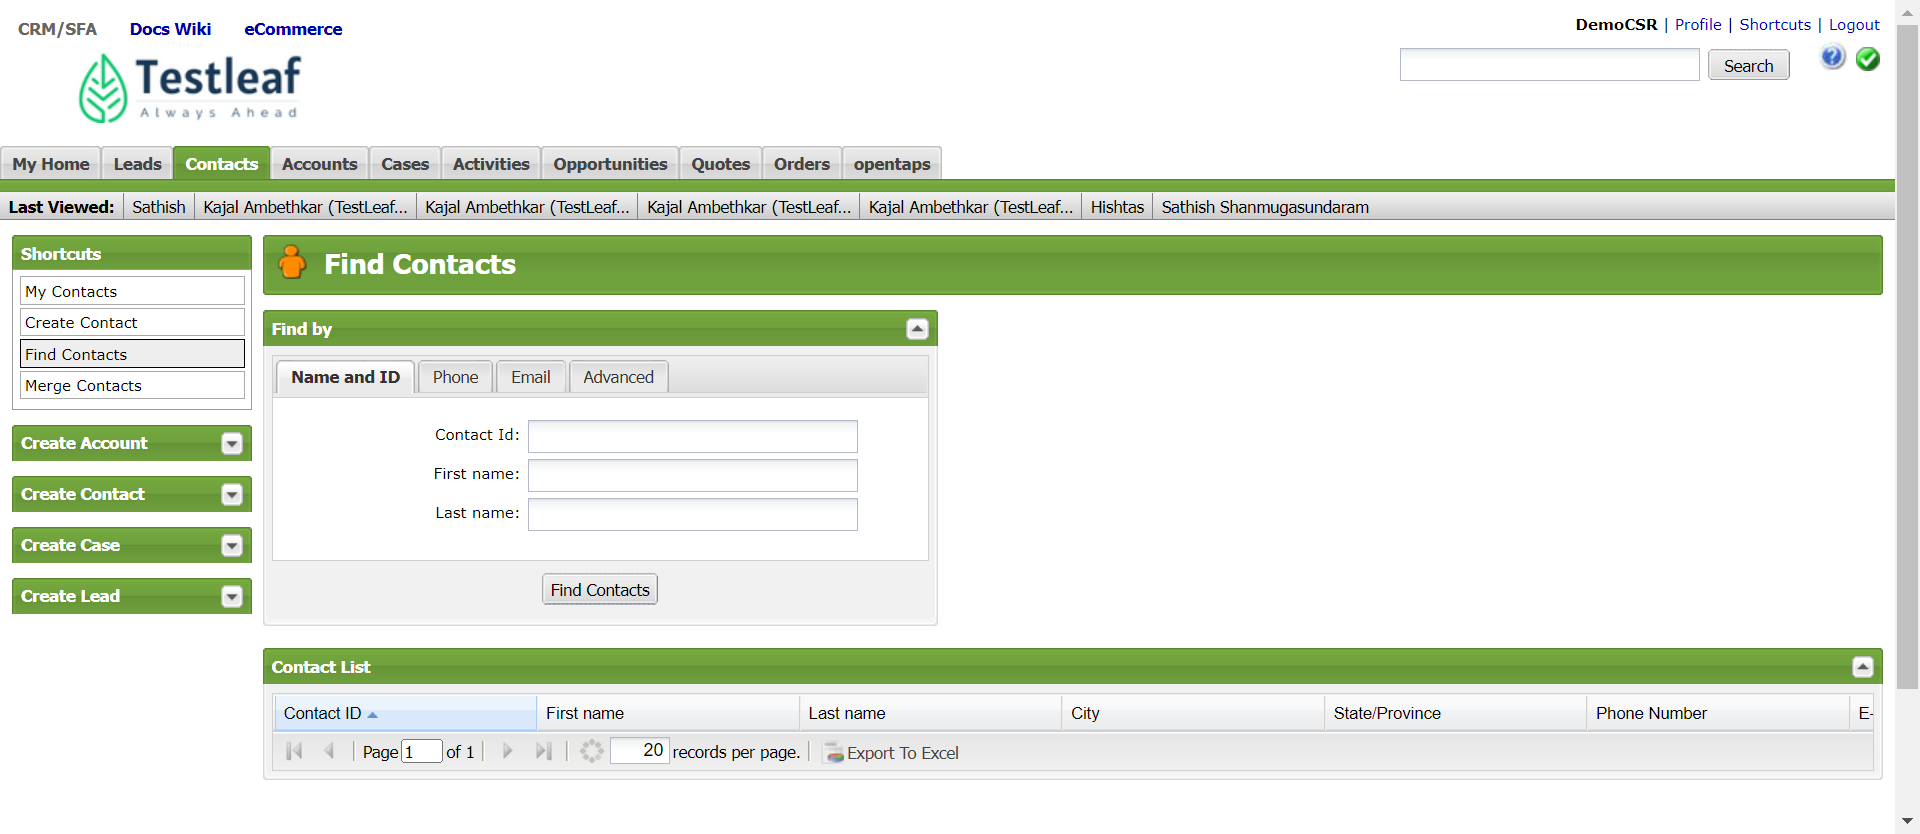 CRM/SFA Docs Wiki eCommerce
DemoCSR | Profile | Shortcuts | Logout
Search
Testleaf
Always Ahead
My Home Leads Contacts Accounts Cases Activities Opportunities Quotes Orders opentaps
Last Viewed: Sathish Kajal Ambethkar (TestLeaf... Kajal Ambethkar (TestLeaf... Kajal Ambethkar (TestLeaf... Kajal Ambethkar (TestLeaf... Hishtas Sathish Shanmugasundaram
Shortcuts
My Contacts
Create Contact
Find Contacts
Merge Contacts
Create Account
Create Contact
Create Case
Create Lead
Find Contacts
Find by
Name and ID Phone Email Advanced
Contact Id:
First name:
Last name:
Find Contacts
Contact List
Contact ID First name Last name City State/Province Phone Number E-
Page 1 of 1 20 records per page. Export To Excel